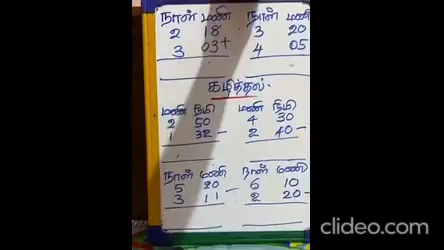 நாள் மணி நாள் மணி
2 18 3 20
3 03+ 4 05
கழித்தல்.
மணி நிமி மணி நிமி
2 50 4 30
1 32 – 2 40 –
நாள் மணி நாள் மணி
5 20 6 10
3 11 – 2 20 –
clideo.com